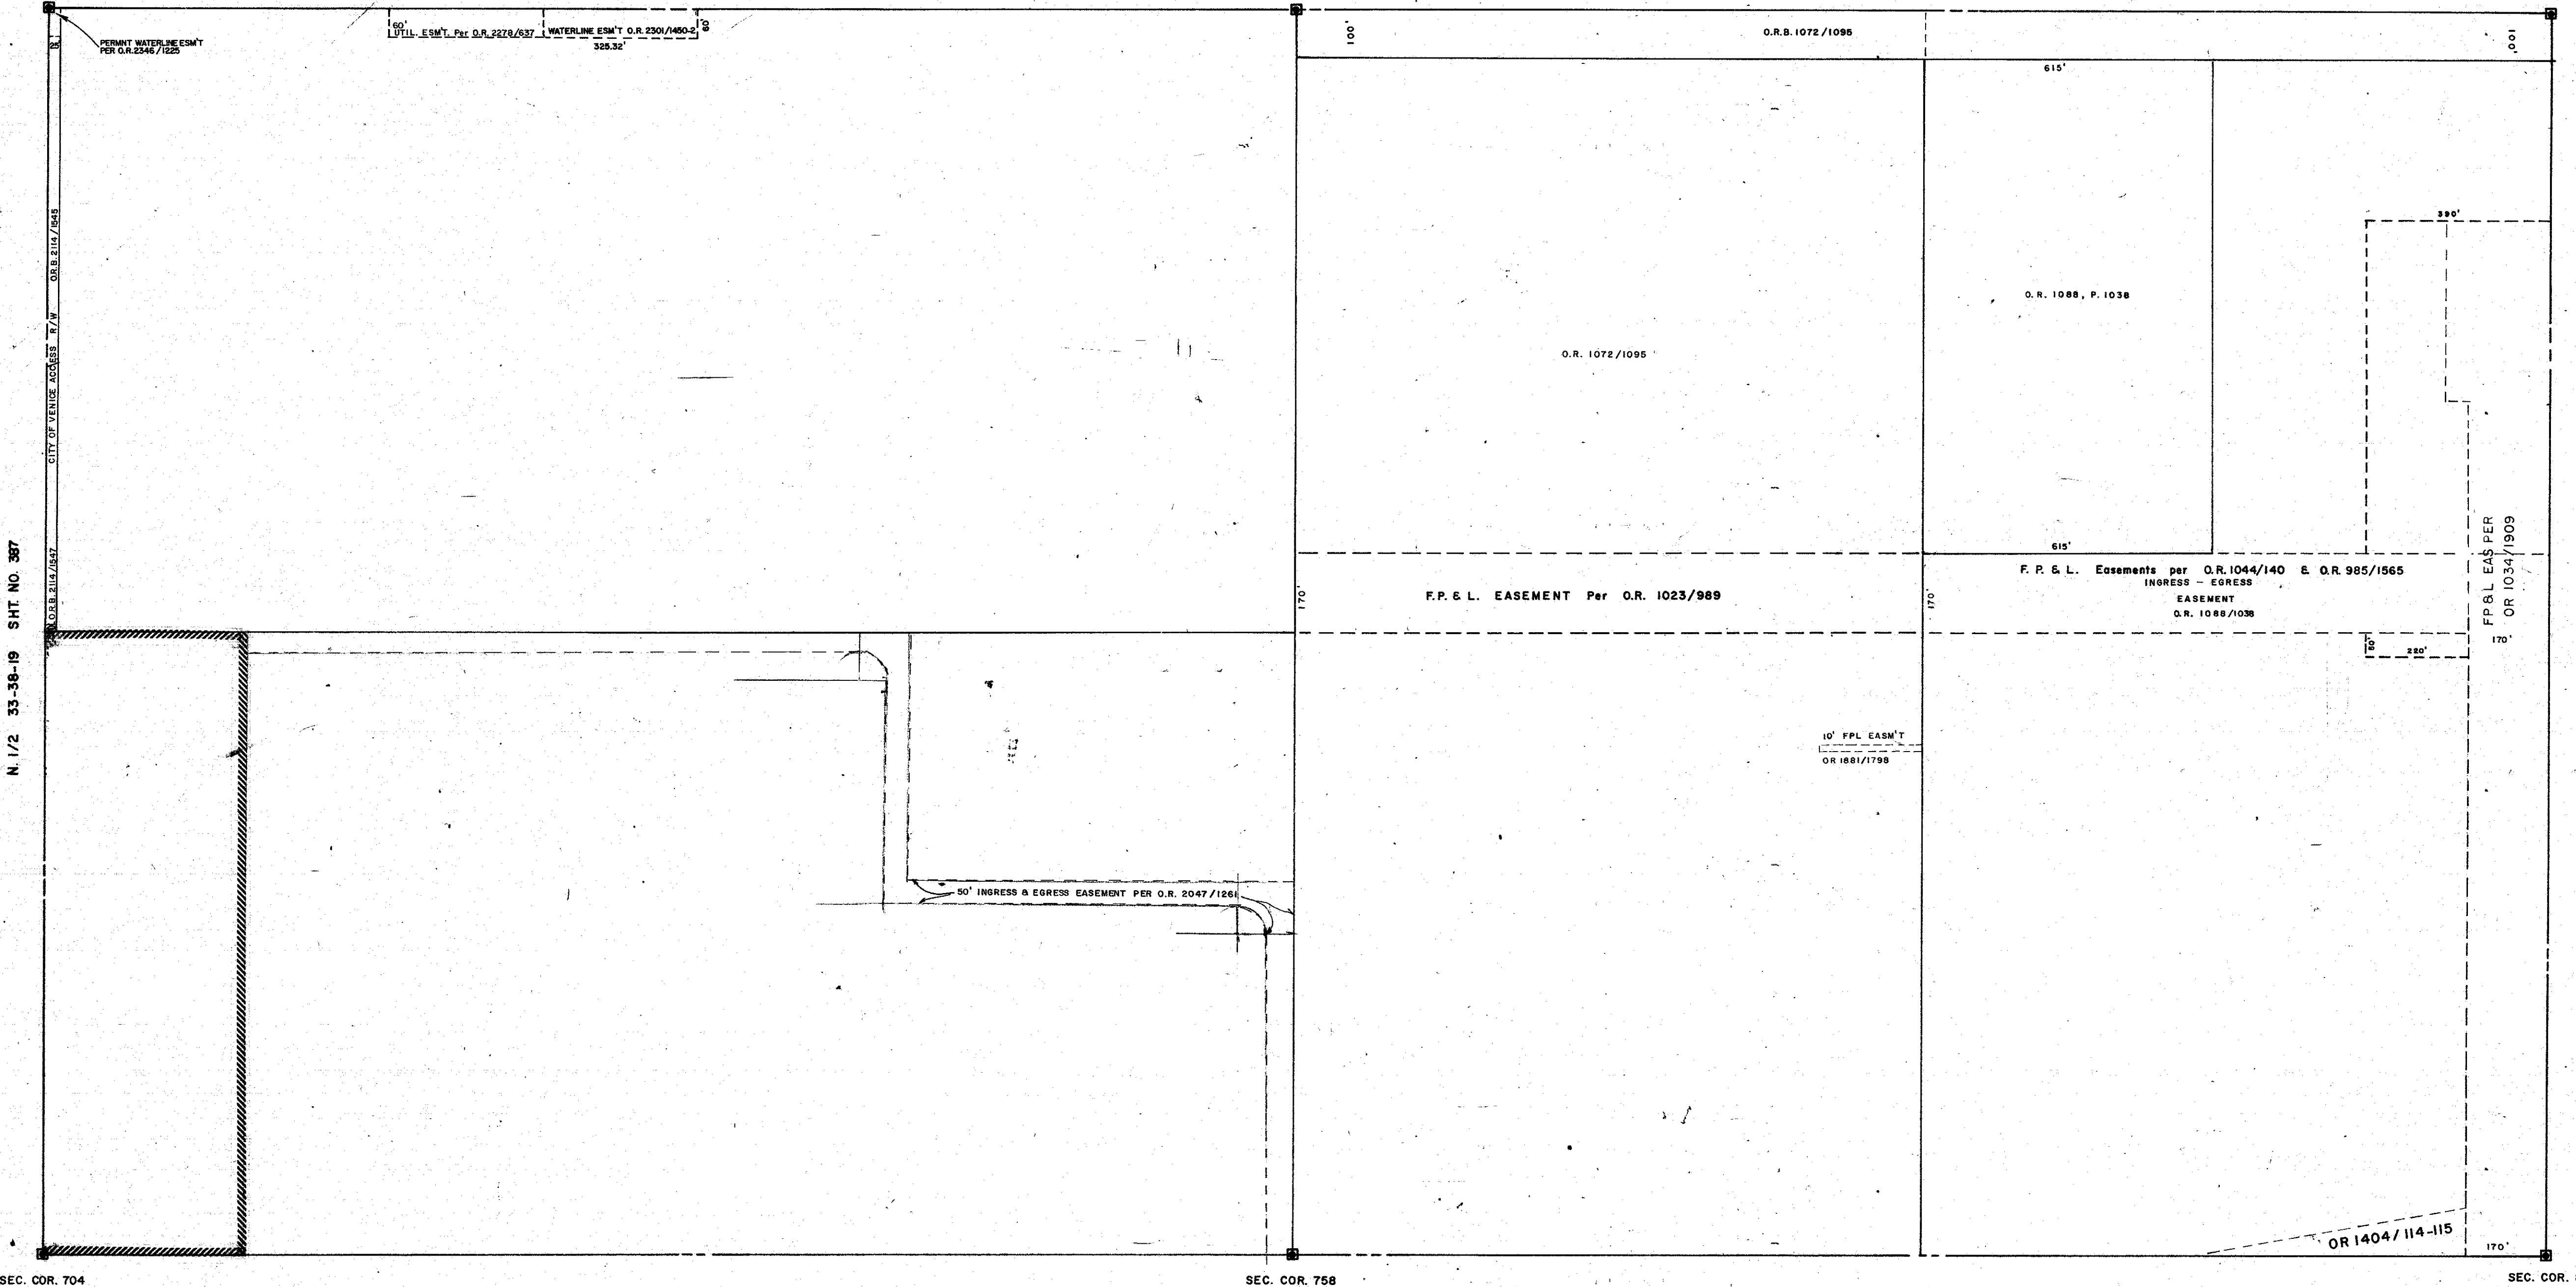 PERMNT WATERLINE ESM'T
PER O.R. 2346/1225
25'
60'
UTIL. ESM'T. Per O.R. 2278/637
WATERLINE ESM'T O.R. 2301/1450-2
60'
325.32'
100'
O.R.B. 1072/1095
100'
615'
CITY OF VENICE ACCESS R/W O.R.B. 2114/1545
390'
O.R. 1088, P. 1038
O.R. 1072/1095
O.R.B. 2114/1547
N. 1/2 33-38-19 SHT. NO. 387
615'
170'
F.P. & L. EASEMENT Per O.R. 1023/989
170'
F. P. & L. Easements per O.R. 1044/140 & O.R. 985/1565
INGRESS - EGRESS
EASEMENT
O.R. 1088/1038
FP&L EAS PER
OR 1034/1909
170'
50'
220'
10' FPL EASM'T
OR 1881/1798
50' INGRESS & EGRESS EASEMENT PER O.R. 2047/1261
OR 1404/114-115
170'
SEC. COR. 704
SEC. COR. 758
SEC. COR.